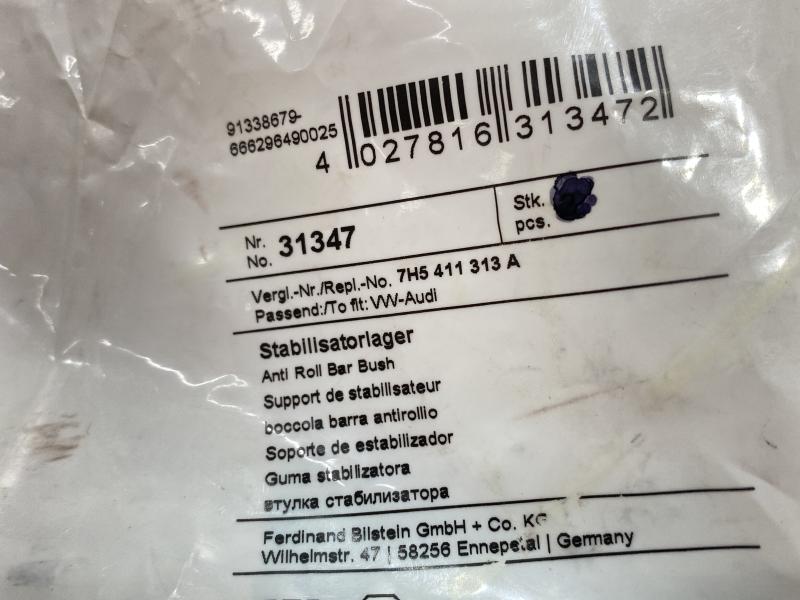 91338679-
666296490025
4 027816 313472
Nr.
No. 31347
Stk.
pcs.
Vergl.-Nr./Repl.-No. 7H5 411 313 A
Passend:/To fit: VW-Audi
Stabilisatorlager
Anti Roll Bar Bush
Support de stabilisateur
boccola barra antirollio
Soporte de estabilizador
Guma stabilizatora
втулка стабилизатора
Ferdinand Bilstein GmbH + Co. KG
Wilhelmstr. 47 | 58256 Ennepetal | Germany